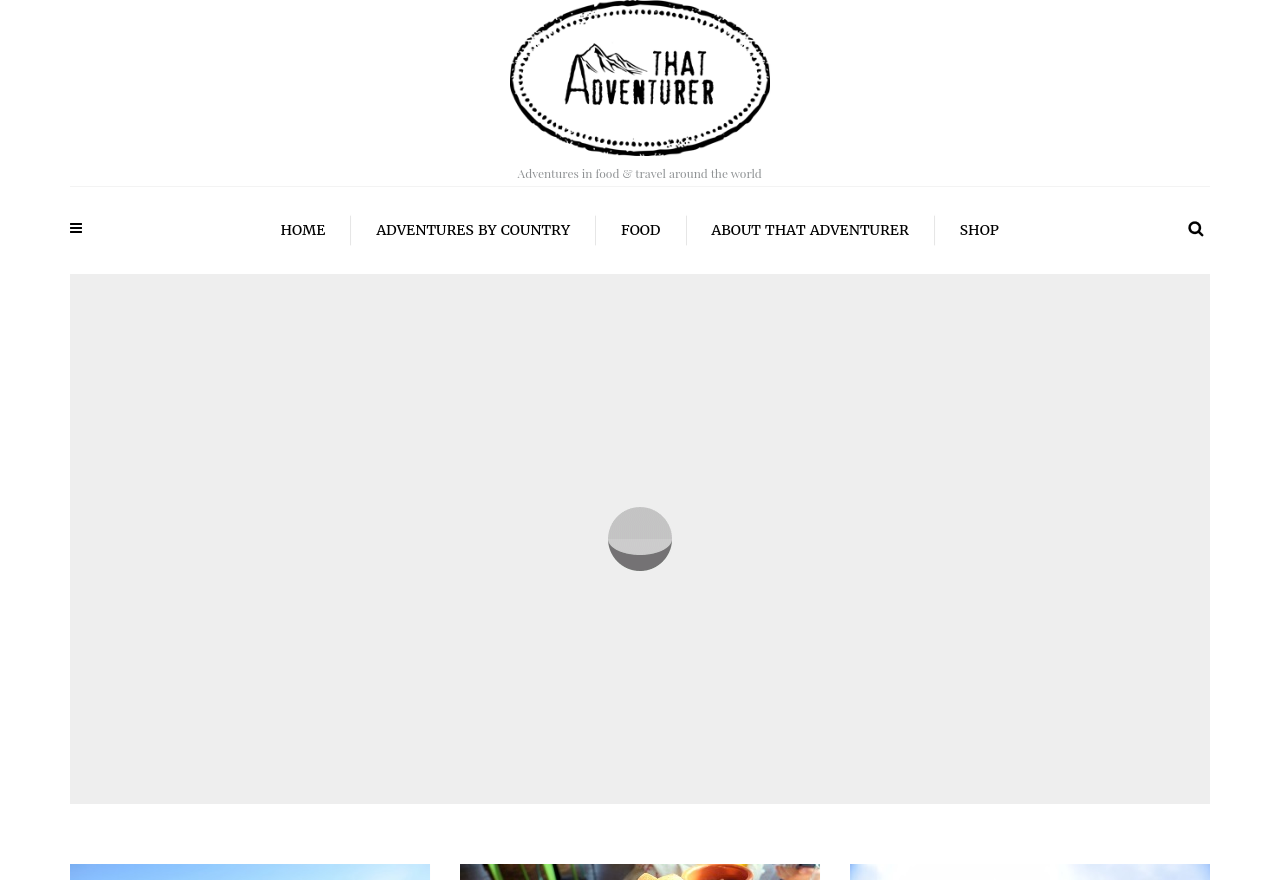 THAT
ADVENTURER
Adventures in food & travel around the world
HOME
ADVENTURES BY COUNTRY
FOOD
ABOUT THAT ADVENTURER
SHOP